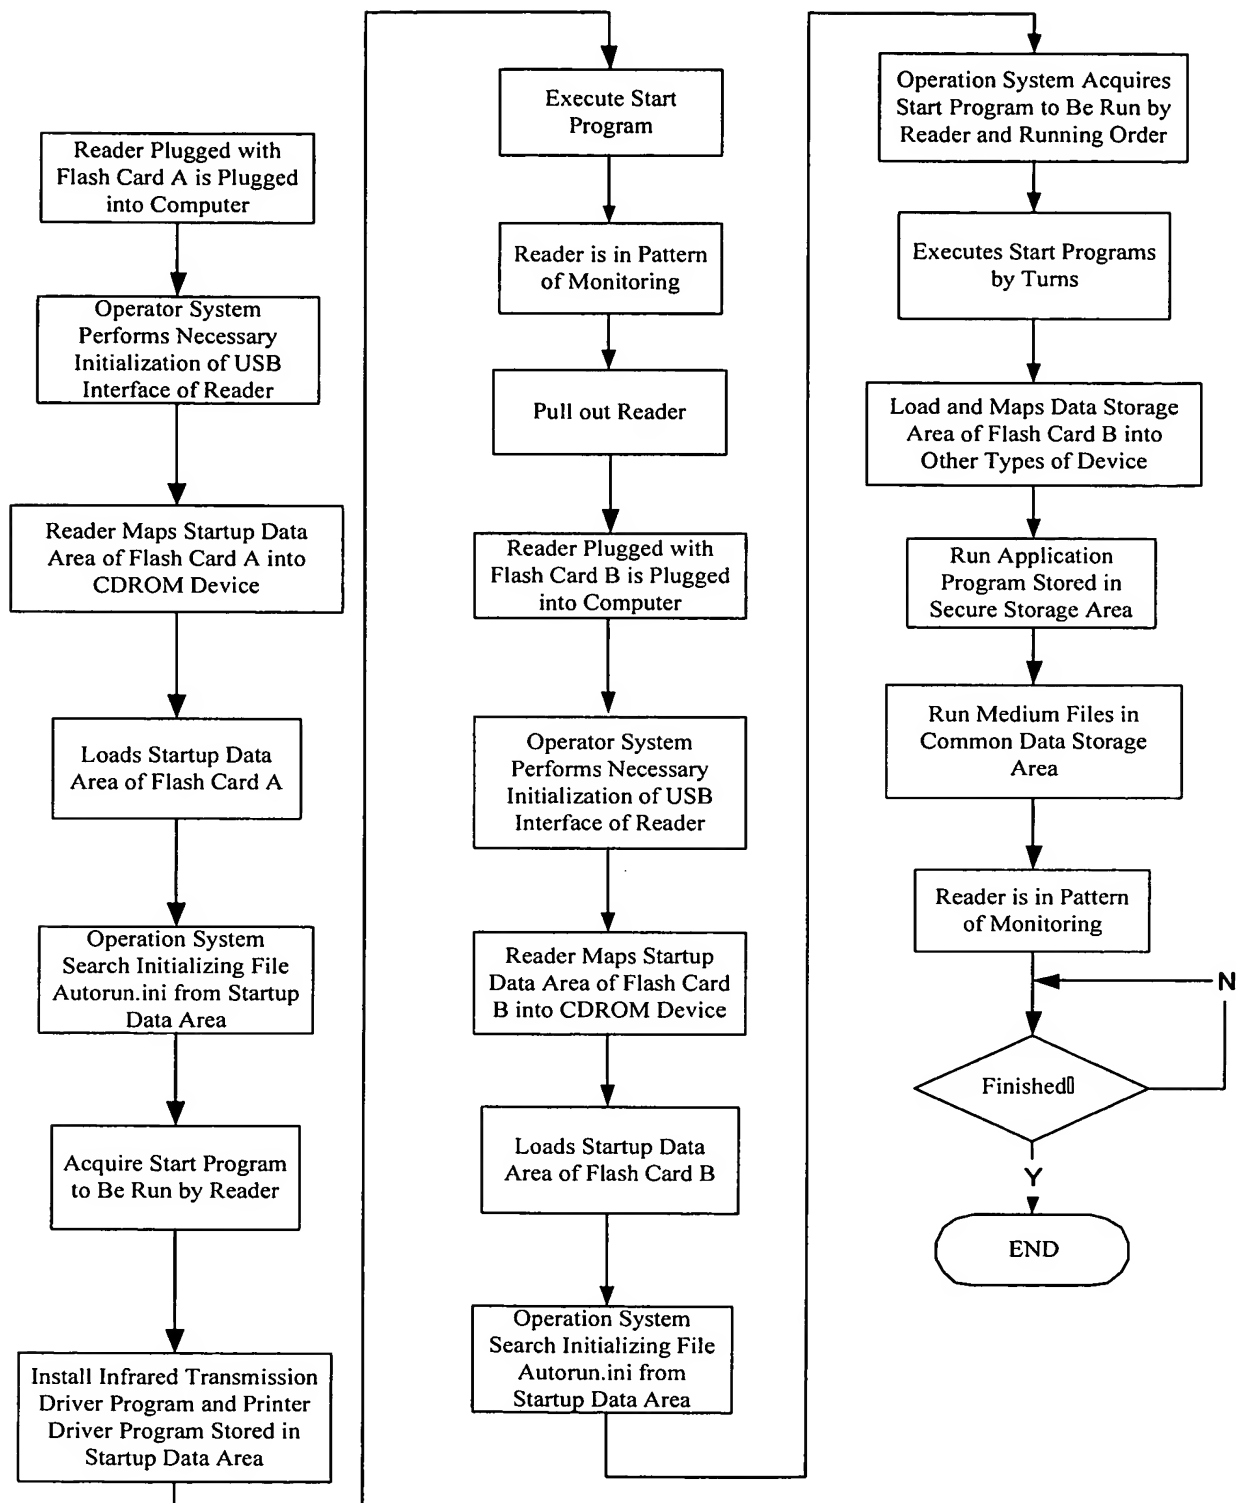 Reader Plugged with
Flash Card A is Plugged
into Computer
Operator System
Performs Necessary
Initialization of USB
Interface of Reader
Reader Maps Startup Data
Area of Flash Card A into
CDROM Device
Loads Startup Data
Area of Flash Card A
Operation System
Search Initializing File
Autorun.ini from Startup
Data Area
Acquire Start Program
to Be Run by Reader
Install Infrared Transmission
Driver Program and Printer
Driver Program Stored in
Startup Data Area
Execute Start
Program
Reader is in Pattern
of Monitoring
Pull out Reader
Reader Plugged with
Flash Card B is Plugged
into Computer
Operator System
Performs Necessary
Initialization of USB
Interface of Reader
Reader Maps Startup
Data Area of Flash Card
B into CDROM Device
Loads Startup Data
Area of Flash Card B
Operation System
Search Initializing File
Autorun.ini from
Startup Data Area
Operation System Acquires
Start Program to Be Run by
Reader and Running Order
Executes Start Programs
by Turns
Load and Maps Data Storage
Area of Flash Card B into
Other Types of Device
Run Application
Program Stored in
Secure Storage Area
Run Medium Files in
Common Data Storage
Area
Reader is in Pattern
of Monitoring
N
Finished▯
Y
END